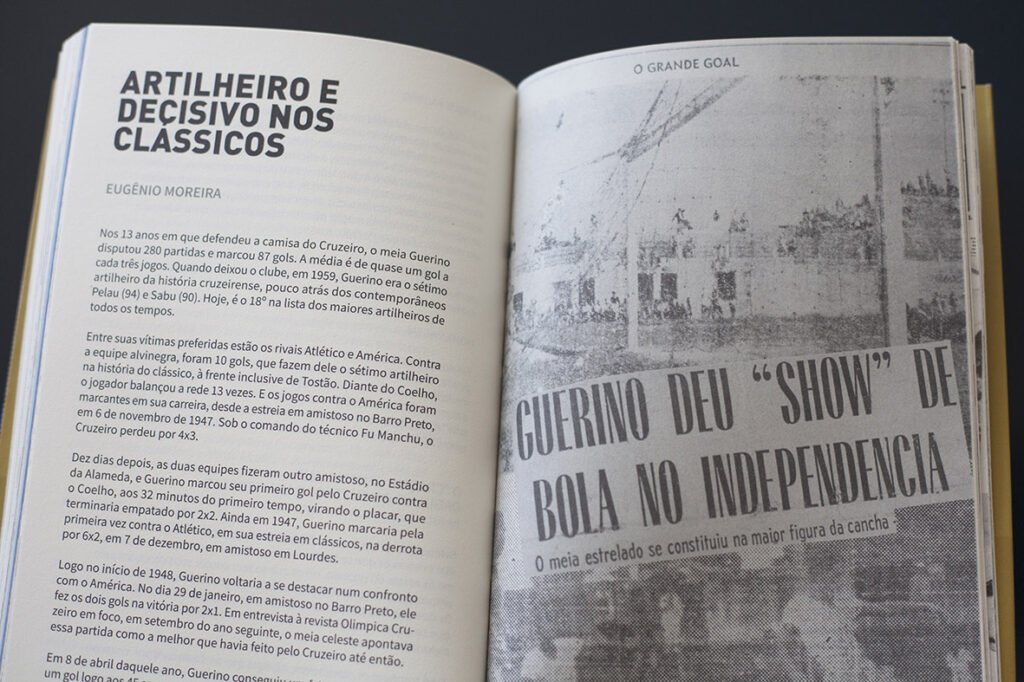 ARTILHEIRO E
DECISIVO NOS
CLÁSSICOS
EUGÊNIO MOREIRA
Nos 13 anos em que defendeu a camisa do Cruzeiro, o meia Guerino
disputou 280 partidas e marcou 87 gols. A média é de quase um gol a
cada três jogos. Quando deixou o clube, em 1959, Guerino era o sétimo
artilheiro da história cruzeirense, pouco atrás dos contemporâneos
Pelau (94) e Sabu (90). Hoje, é o 18º na lista dos maiores artilheiros de
todos os tempos.
Entre suas vítimas preferidas estão os rivais Atlético e América. Contra
a equipe alvinegra, foram 10 gols, que fazem dele o sétimo artilheiro
na história do clássico, à frente inclusive de Tostão. Diante do Coelho,
o jogador balançou a rede 13 vezes. E os jogos contra o América foram
marcantes em sua carreira, desde a estreia em amistoso no Barro Preto,
em 6 de novembro de 1947. Sob o comando do técnico Fu Manchu, o
Cruzeiro perdeu por 4x3.
Dez dias depois, as duas equipes fizeram outro amistoso, no Estádio
da Alameda, e Guerino marcou seu primeiro gol pelo Cruzeiro contra
o Coelho, aos 32 minutos do primeiro tempo, virando o placar, que
terminaria empatado por 2x2. Ainda em 1947, Guerino marcaria pela
primeira vez contra o Atlético, em sua estreia em clássicos, na derrota
por 6x2, em 7 de dezembro, em amistoso em Lourdes.
Logo no início de 1948, Guerino voltaria a se destacar num confronto
com o América. No dia 29 de janeiro, em amistoso no Barro Preto, ele
fez os dois gols na vitória por 2x1. Em entrevista à revista Olimpica Cru-
zeiro em foco, em setembro do ano seguinte, o meia celeste apontava
essa partida como a melhor que havia feito pelo Cruzeiro até então.
Em 8 de abril daquele ano, Guerino conseguiu
um gol logo aos 45
O GRANDE GOAL
GUERINO DEU “SHOW” DE
BOLA NO INDEPENDENCIA
O meia estrelado se constituiu na maior figura da cancha -